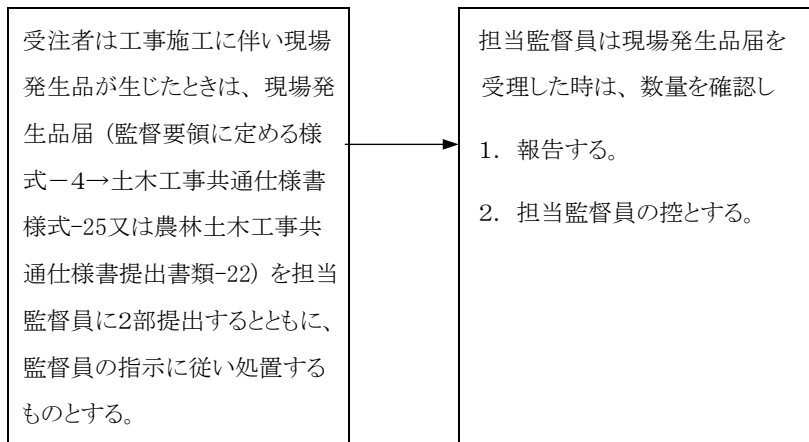 受注者は工事施工に伴い現場
発生品が生じたときは、現場発
生品届（監督要領に定める様
式－4→土木工事共通仕様書
様式-25又は農林土木工事共
通仕様書提出書類-22）を担当
監督員に2部提出するとともに、
監督員の指示に従い処置する
ものとする。
担当監督員は現場発生品届を
受理した時は、数量を確認し
1．報告する。
2．担当監督員の控とする。